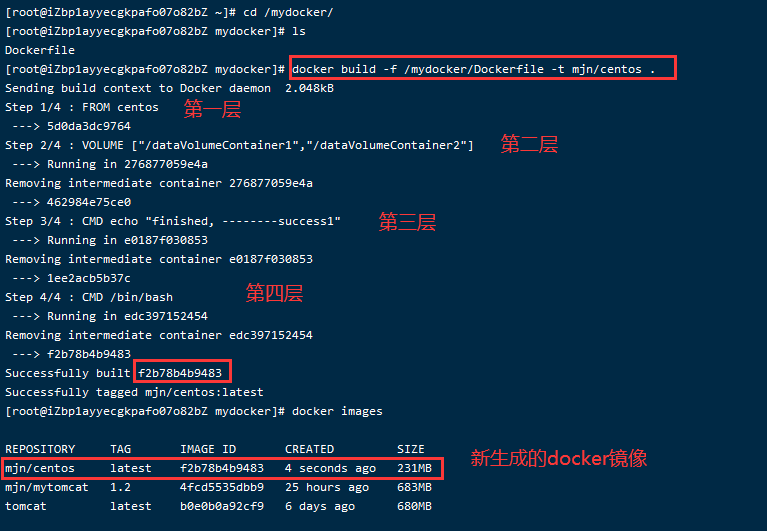 [root@iZbp1ayyecgkpafo07o82bZ ~]# cd /mydocker/
[root@iZbp1ayyecgkpafo07o82bZ mydocker]# ls
Dockerfile
[root@iZbp1ayyecgkpafo07o82bZ mydocker]# docker build -f /mydocker/Dockerfile -t mjn/centos .
Sending build context to Docker daemon  2.048kB
Step 1/4 : FROM centos 第一层
 ---> 5d0da3dc9764
Step 2/4 : VOLUME ["/dataVolumeContainer1","/dataVolumeContainer2"] 第二层
 ---> Running in 276877059e4a
Removing intermediate container 276877059e4a
 ---> 462984e75ce0
Step 3/4 : CMD echo "finished, --------success1" 第三层
 ---> Running in e0187f030853
Removing intermediate container e0187f030853
 ---> 1ee2acb5b37c
Step 4/4 : CMD /bin/bash 第四层
 ---> Running in edc397152454
Removing intermediate container edc397152454
 ---> f2b78b4b9483
Successfully built f2b78b4b9483
Successfully tagged mjn/centos:latest
[root@iZbp1ayyecgkpafo07o82bZ mydocker]# docker images
REPOSITORY     TAG       IMAGE ID       CREATED         SIZE
mjn/centos     latest    f2b78b4b9483   4 seconds ago   231MB 新生成的docker镜像
mjn/mytomcat   1.2       4fcd5535dbb9   25 hours ago    683MB
tomcat         latest    b0e0b0a92cf9   6 days ago      680MB